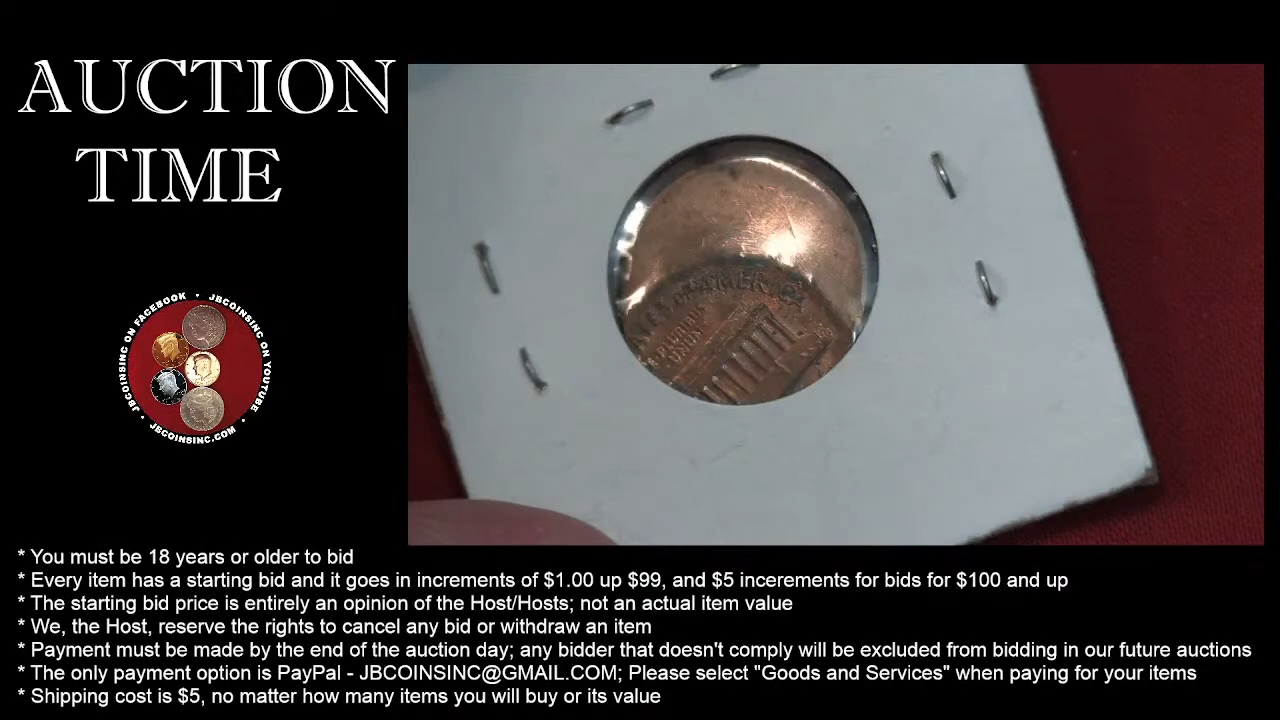 AUCTION
TIME
JBCOINSINC ON FACEBOOK • JBCOINSINC ON YOUTUBE • JBCOINSINC.COM •
OF AMERICA
E PLURIBUS
UNUM
* You must be 18 years or older to bid
* Every item has a starting bid and it goes in increments of $1.00 up $99, and $5 incerements for bids for $100 and up
* The starting bid price is entirely an opinion of the Host/Hosts; not an actual item value
* We, the Host, reserve the rights to cancel any bid or withdraw an item
* Payment must be made by the end of the auction day; any bidder that doesn't comply will be excluded from bidding in our future auctions
* The only payment option is PayPal - JBCOINSINC@GMAIL.COM; Please select "Goods and Services" when paying for your items
* Shipping cost is $5, no matter how many items you will buy or its value